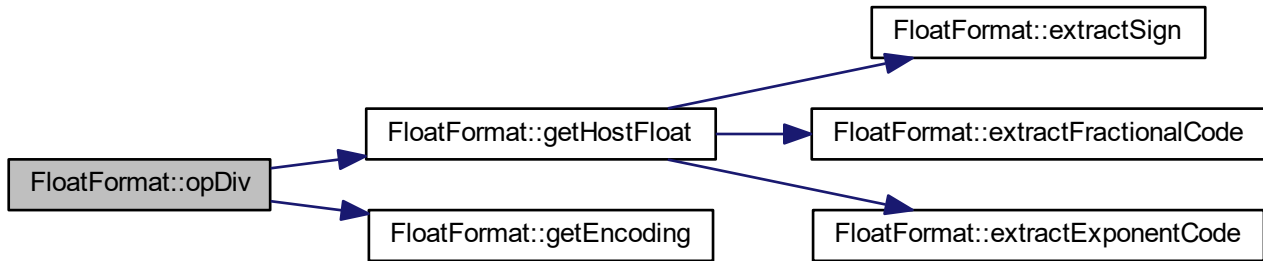 FloatFormat::extractSign
FloatFormat::getHostFloat
FloatFormat::extractFractionalCode
FloatFormat::opDiv
FloatFormat::getEncoding
FloatFormat::extractExponentCode